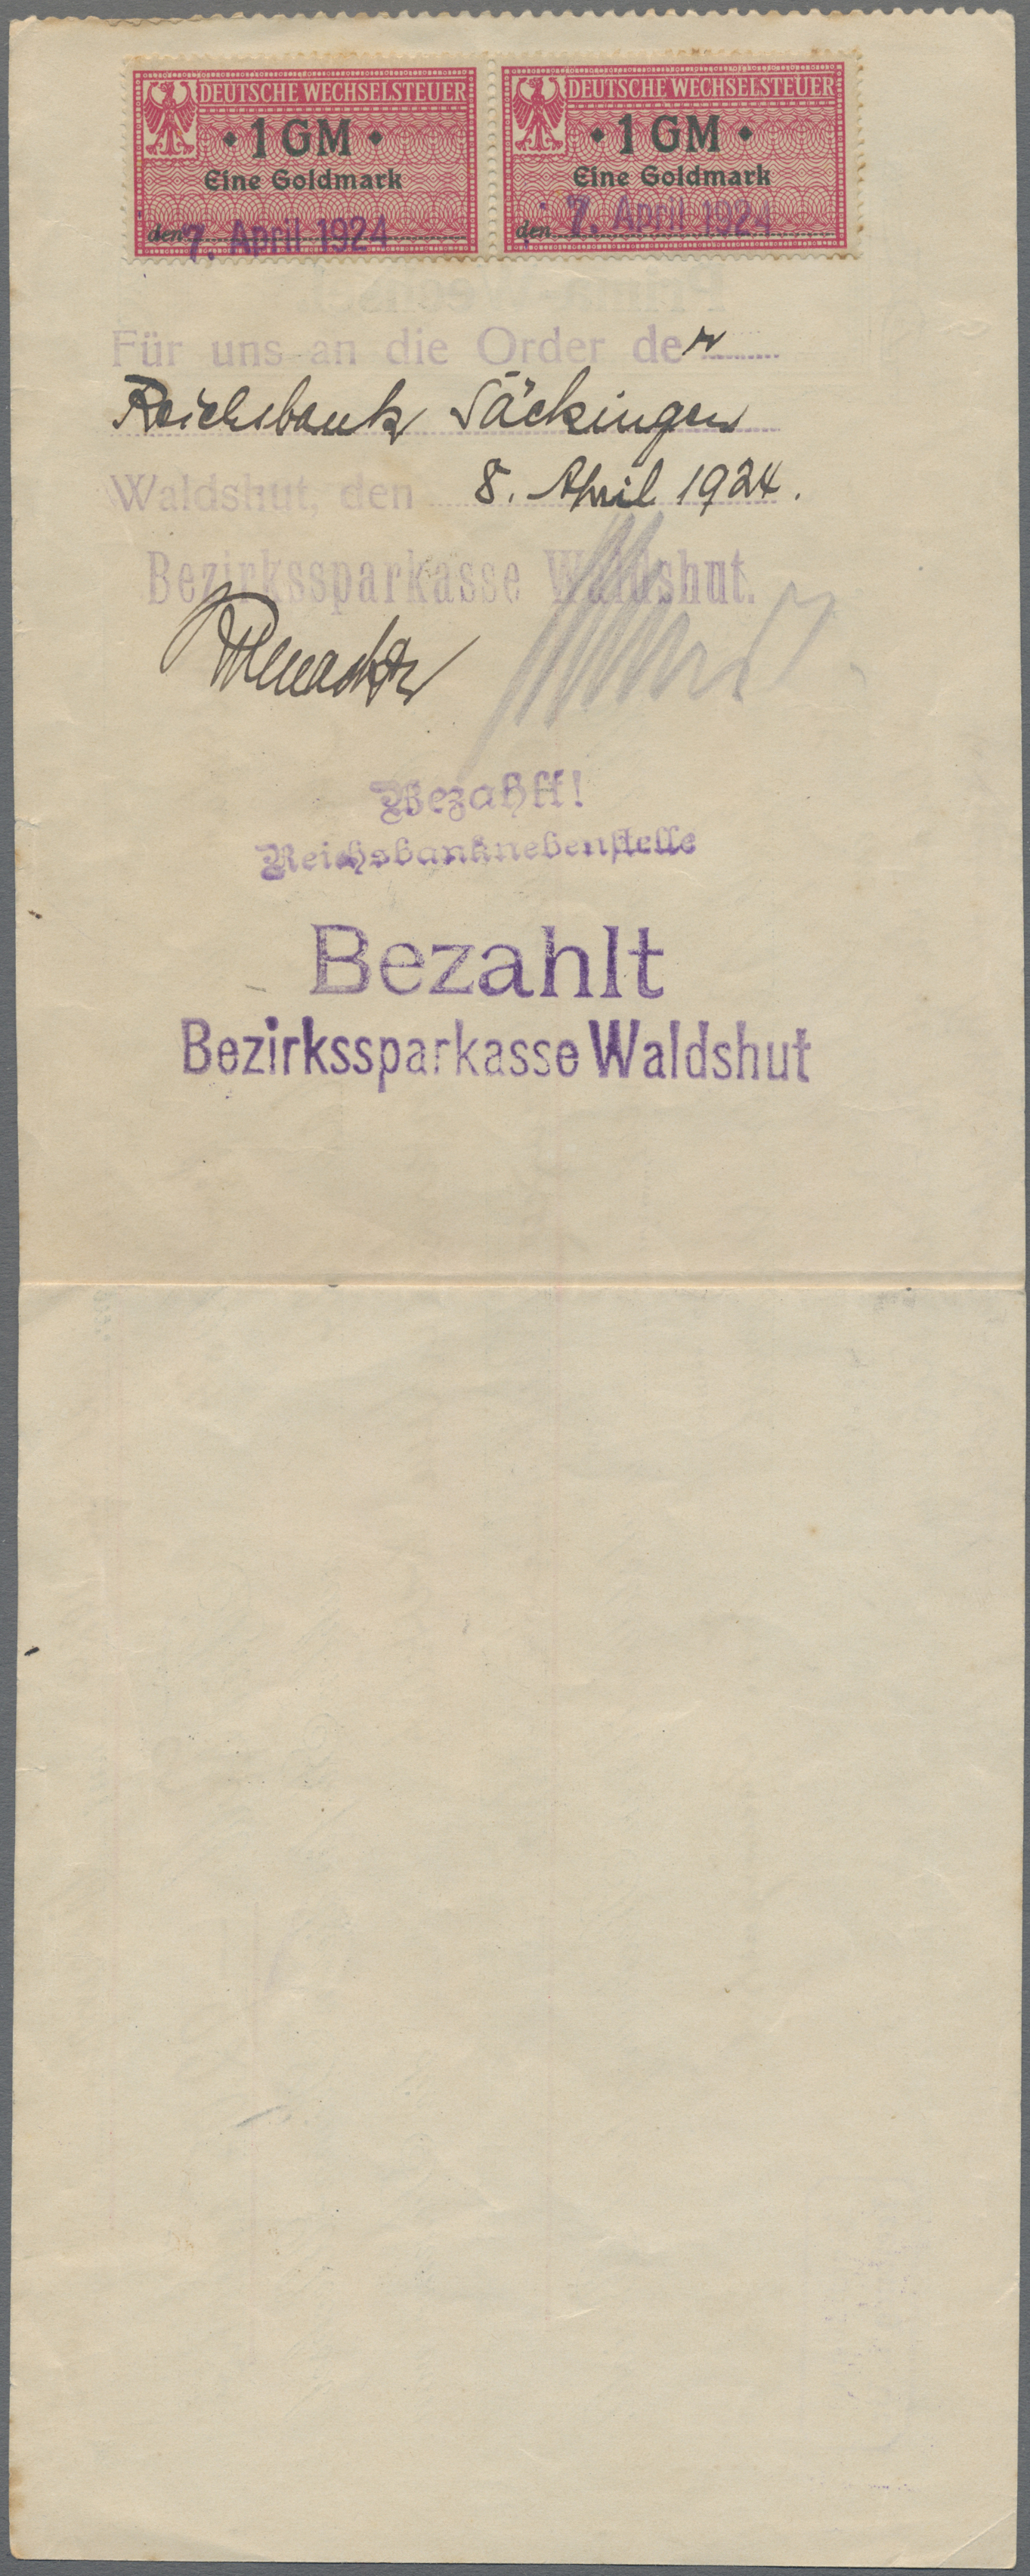 DEUTSCHE WECHSELSTEUER DEUTSCHE WECHSELSTEUER
1 GM 1 GM
Eine Goldmark Eine Goldmark
den 7. April 1924 den 7. April 1924
Für uns an die Order der
Reichsbank Säckingen
Waldshut, den 8. April 1924.
Bezirkssparkasse Waldshut.
Bezahlt!
Reichsbanknebenstelle
Bezahlt
Bezirkssparkasse Waldshut